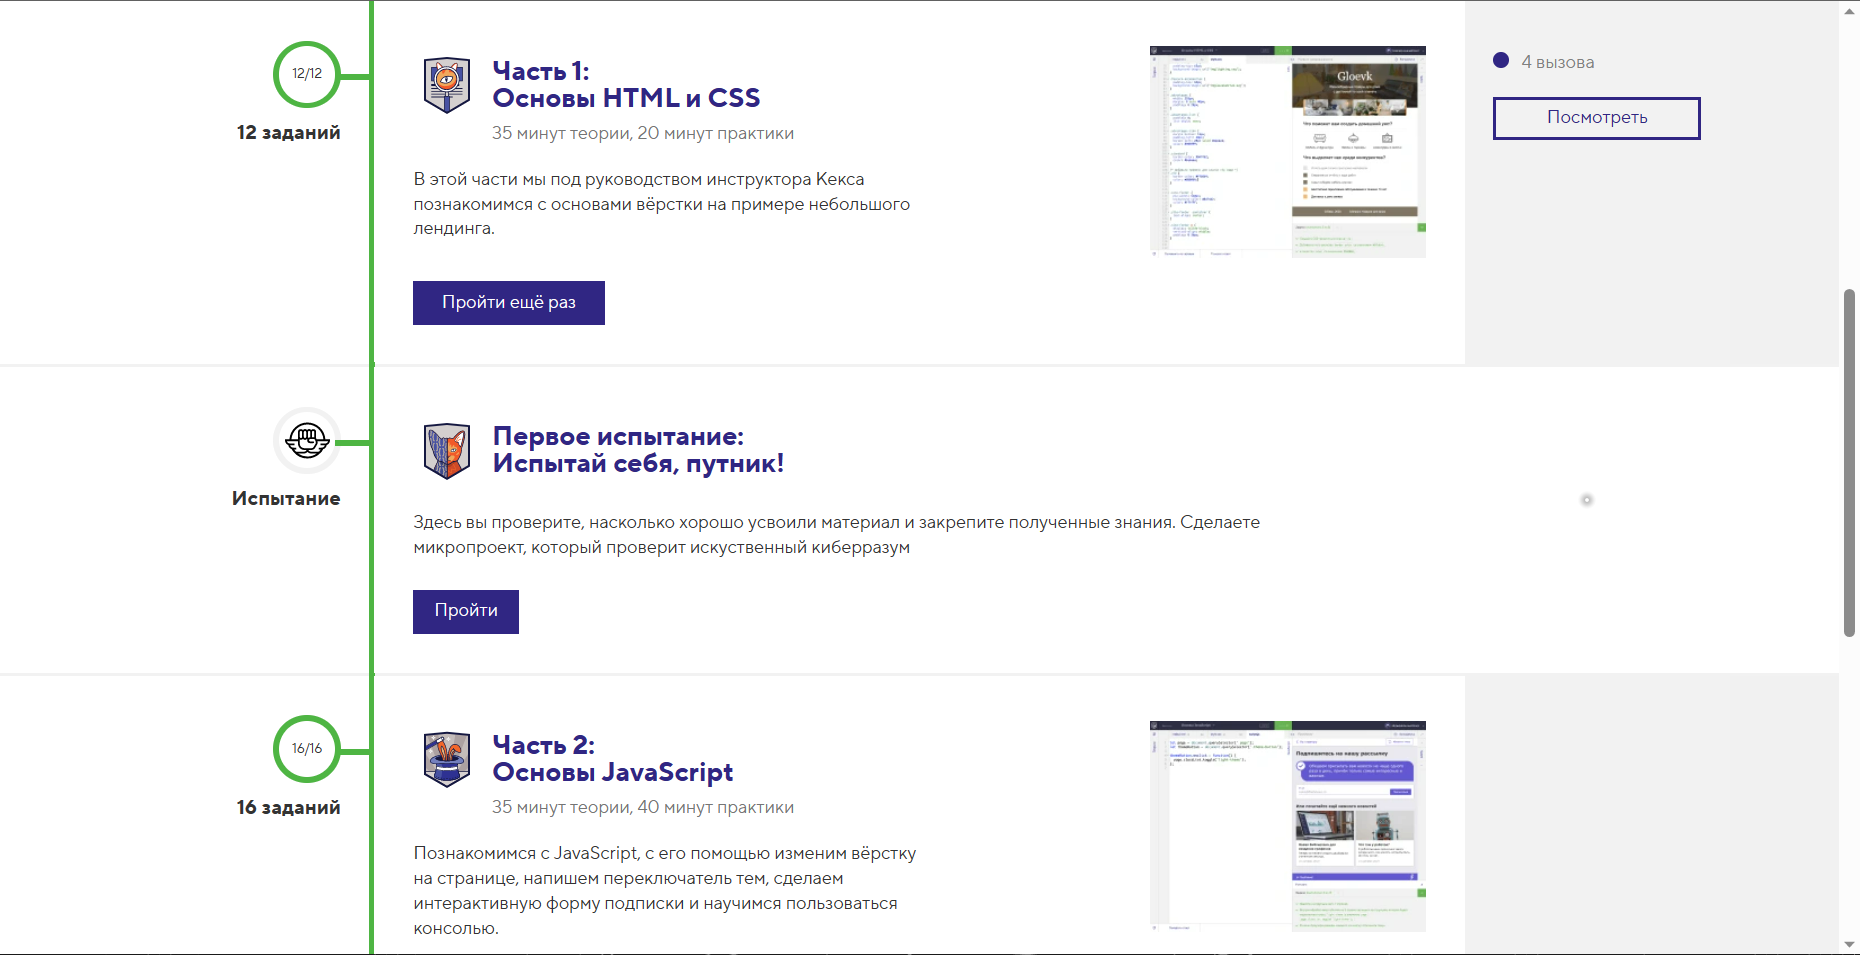 12/12
12 заданий
Часть 1:
Основы HTML и CSS
35 минут теории, 20 минут практики
В этой части мы под руководством инструктора Кекса
познакомимся с основами вёрстки на примере небольшого
лендинга.
Пройти ещё раз
Gloevk
4 вызова
Посмотреть
Испытание
Первое испытание:
Испытай себя, путник!
Здесь вы проверите, насколько хорошо усвоили материал и закрепите полученные знания. Сделаете
микропроект, который проверит искуственный киберразум
Пройти
16/16
16 заданий
Часть 2:
Основы JavaScript
35 минут теории, 40 минут практики
Познакомимся с JavaScript, с его помощью изменим вёрстку
на странице, напишем переключатель тем, сделаем
интерактивную форму подписки и научимся пользоваться
консолью.
Подпишитесь на нашу рассылку